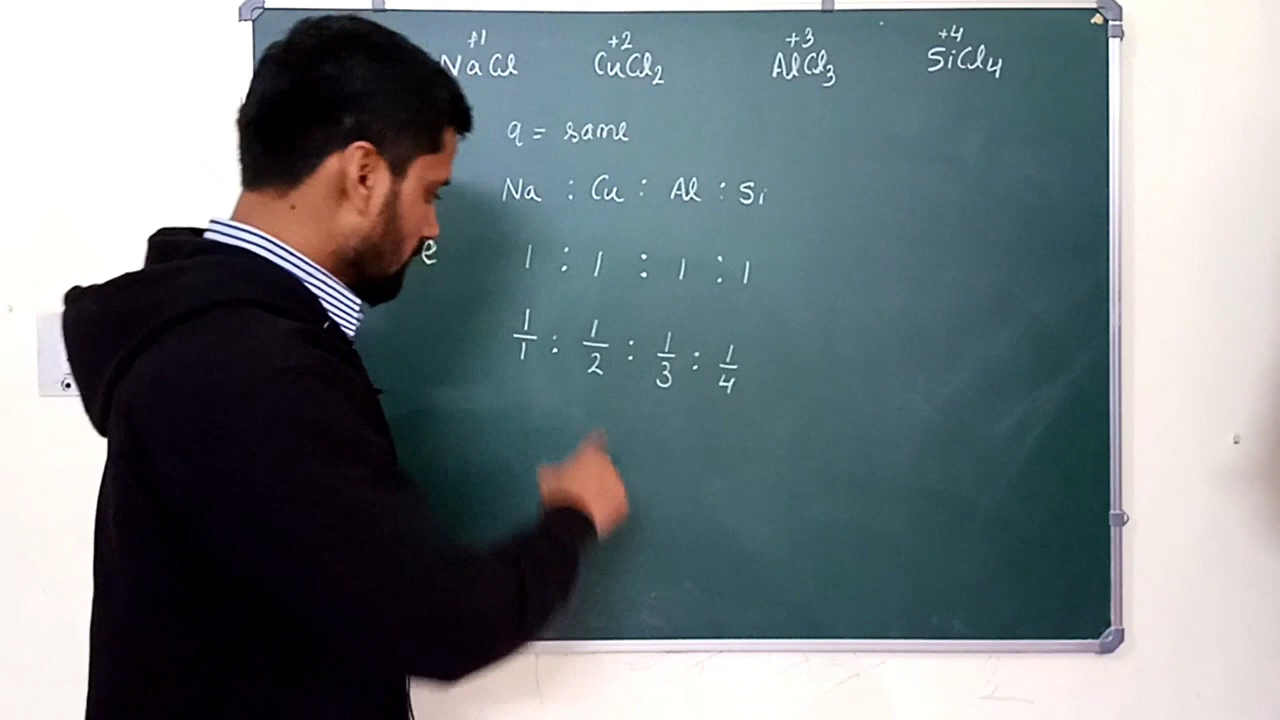 +1 +2 +3 +4
NaCl CuCl2 AlCl3 SiCl4
q = same
Na : Cu : Al : Si
e 1 : 1 : 1 : 1
1/1 : 1/2 : 1/3 : 1/4